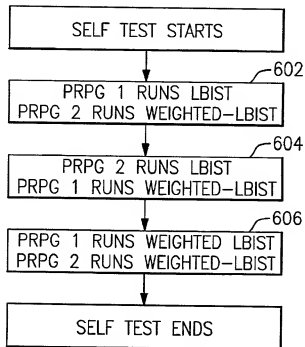 SELF TEST STARTS
602
PRPG 1 RUNS LBIST
PRPG 2 RUNS WEIGHTED-LBIST
604
PRPG 2 RUNS LBIST
PRPG 1 RUNS WEIGHTED-LBIST
606
PRPG 1 RUNS WEIGHTED LBIST
PRPG 2 RUNS WEIGHTED-LBIST
SELF TEST ENDS